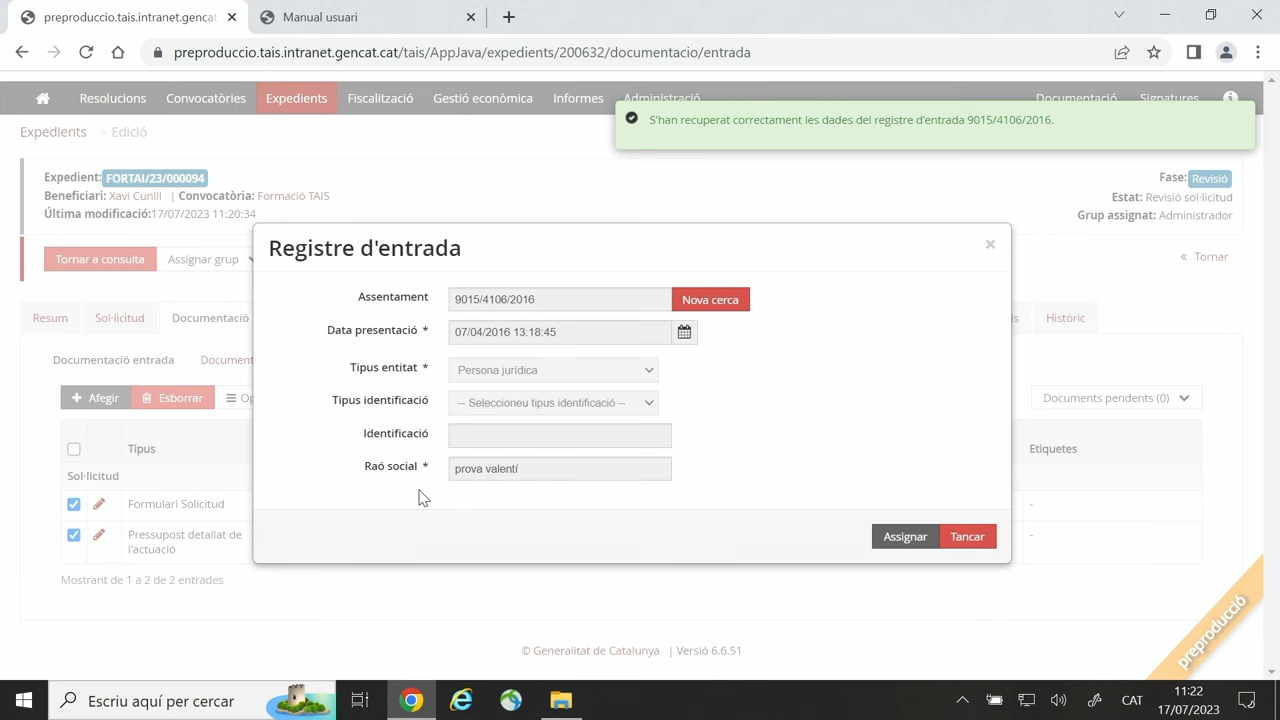 preproduccio.tais.intranet.gencat
Manual usuari
preproduccio.tais.intranet.gencat.cat/tais/AppJava/expedients/200632/documentacio/entrada
Resolucions Convocatòries Expedients Fiscalització Gestió econòmica Informes Administració Documentació Signatures
S'han recuperat correctament les dades del registre d'entrada 9015/4106/2016.
Expedients > Edició
Expedient: FORTAI/23/000094 Fase: Revisió
Beneficiari: Xavi Cunill | Convocatòria: Formació TAIS Estat: Revisió sol·licitud
Última modificació:17/07/2023 11:20:34 Grup assignat: Administrador
Tornar a consulta Assignar grup « Tornar
Registre d'entrada ×
Assentament 9015/4106/2016 Nova cerca
Data presentació * 07/04/2016 13:18:45
Tipus entitat * Persona jurídica
Tipus identificació -- Seleccioneu tipus identificació --
Identificació
Raó social * prova valentí
Assignar Tancar
Resum Sol·licitud Documentació Històric
Documentació entrada
+ Afegir Esborrar Documents pendents (0)
Tipus Etiquetes
Sol·licitud
Formulari Solicitud -
Pressupost detallat de -
l'actuació
Mostrant de 1 a 2 de 2 entrades
preproducció
© Generalitat de Catalunya | Versió 6.6.51
Escriu aquí per cercar
CAT
11:22
17/07/2023